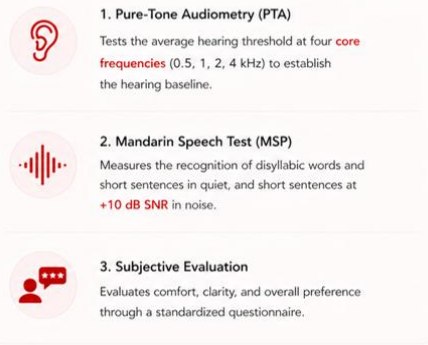 1. Pure-Tone Audiometry (PTA)
Tests the average hearing threshold at four core
frequencies (0.5, 1, 2, 4 kHz) to establish
the hearing baseline.
2. Mandarin Speech Test (MSP)
Measures the recognition of disyllabic words and
short sentences in quiet, and short sentences at
+10 dB SNR in noise.
3. Subjective Evaluation
Evaluates comfort, clarity, and overall preference
through a standardized questionnaire.